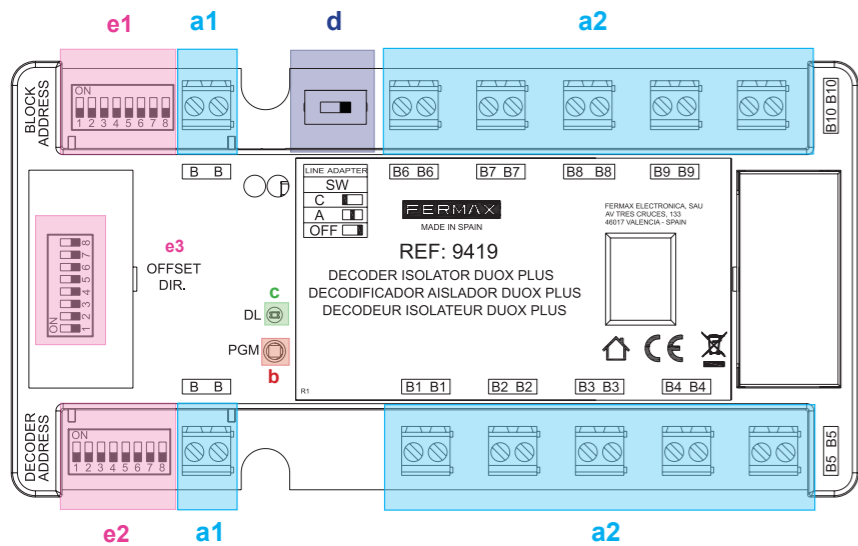 e1 a1 d a2
BLOCK
ADDRESS
ON
1 2 3 4 5 6 7 8
B10 B10
B B
LINE ADAPTER
SW
C
A
OFF
B6 B6 B7 B7 B8 B8 B9 B9
FERMAX
MADE IN SPAIN
FERMAX ELECTRONICA, SAU
AV TRES CRUCES, 133
46017 VALENCIA - SPAIN
REF: 9419
DECODER ISOLATOR DUOX PLUS
DECODIFICADOR AISLADOR DUOX PLUS
DECODEUR ISOLATEUR DUOX PLUS
ON
1 2 3 4 5 6 7 8
e3
OFFSET
DIR.
c
DL
PGM
b
CE
R1
B B
B1 B1 B2 B2 B3 B3 B4 B4
DECODER
ADDRESS
ON
1 2 3 4 5 6 7 8
B5 B5
e2 a1 a2